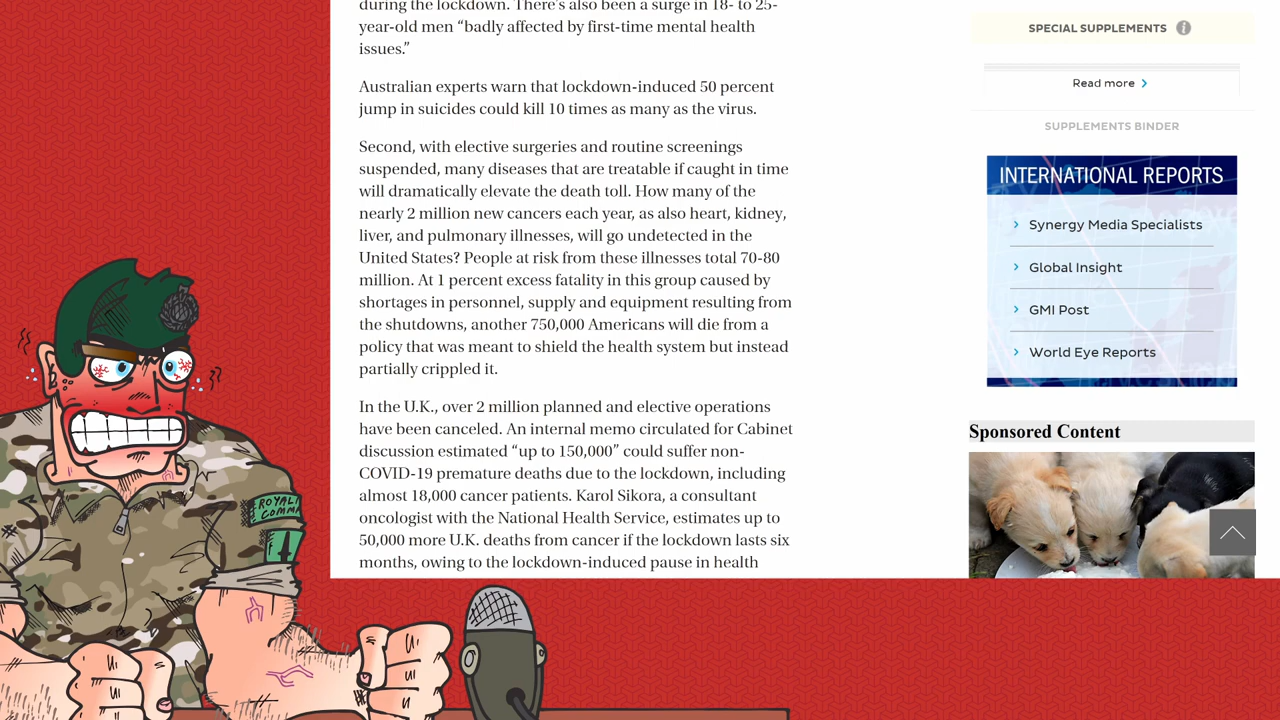 during the lockdown. There's also been a surge in 18- to 25-
year-old men “badly affected by first-time mental health
issues.”
Australian experts warn that lockdown-induced 50 percent
jump in suicides could kill 10 times as many as the virus.
Second, with elective surgeries and routine screenings
suspended, many diseases that are treatable if caught in time
will dramatically elevate the death toll. How many of the
nearly 2 million new cancers each year, as also heart, kidney,
liver, and pulmonary illnesses, will go undetected in the
United States? People at risk from these illnesses total 70-80
million. At 1 percent excess fatality in this group caused by
shortages in personnel, supply and equipment resulting from
the shutdowns, another 750,000 Americans will die from a
policy that was meant to shield the health system but instead
partially crippled it.
In the U.K., over 2 million planned and elective operations
have been canceled. An internal memo circulated for Cabinet
discussion estimated “up to 150,000” could suffer non-
COVID-19 premature deaths due to the lockdown, including
almost 18,000 cancer patients. Karol Sikora, a consultant
oncologist with the National Health Service, estimates up to
50,000 more U.K. deaths from cancer if the lockdown lasts six
months, owing to the lockdown-induced pause in health
SPECIAL SUPPLEMENTS
Read more
SUPPLEMENTS BINDER
INTERNATIONAL REPORTS
Synergy Media Specialists
Global Insight
GMI Post
World Eye Reports
Sponsored Content
ROYAL
COMMA